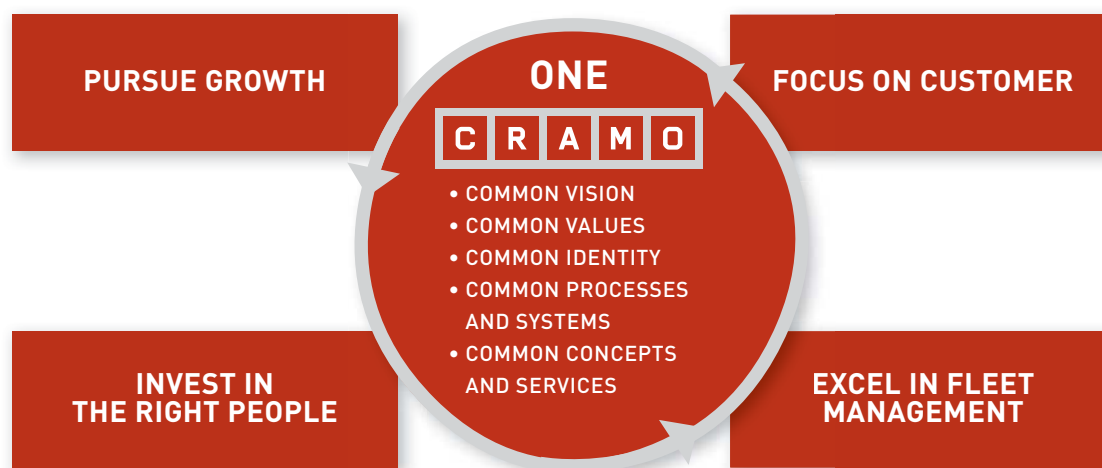 PURSUE GROWTH
ONE
CRAMO
FOCUS ON CUSTOMER
• COMMON VISION
• COMMON VALUES
• COMMON IDENTITY
• COMMON PROCESSES
AND SYSTEMS
• COMMON CONCEPTS
AND SERVICES
INVEST IN
THE RIGHT PEOPLE
EXCEL IN FLEET
MANAGEMENT